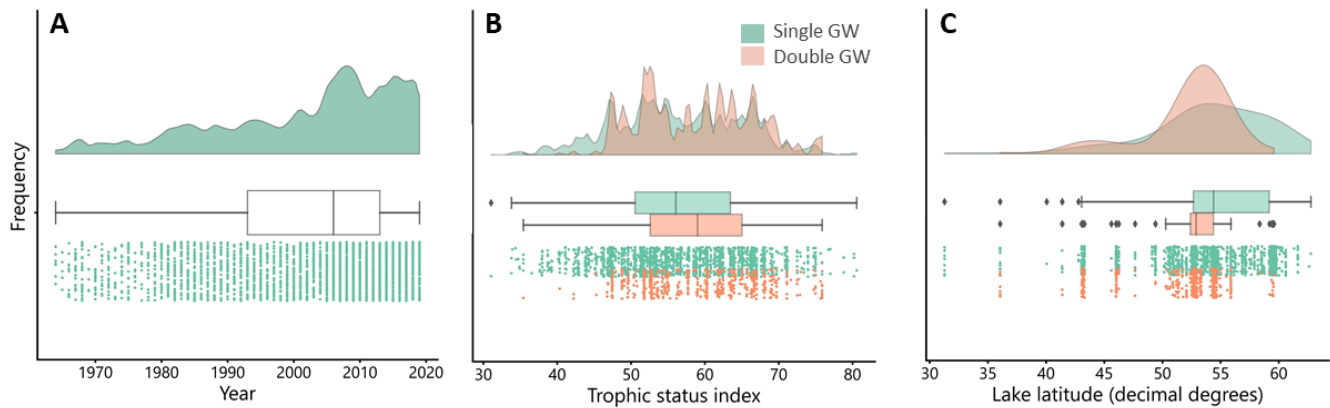 A
B
C
Single GW
Double GW
Frequency
1970 1980 1990 2000 2010 2020
30 40 50 60 70 80
30 35 40 45 50 55 60
Year
Trophic status index
Lake latitude (decimal degrees)